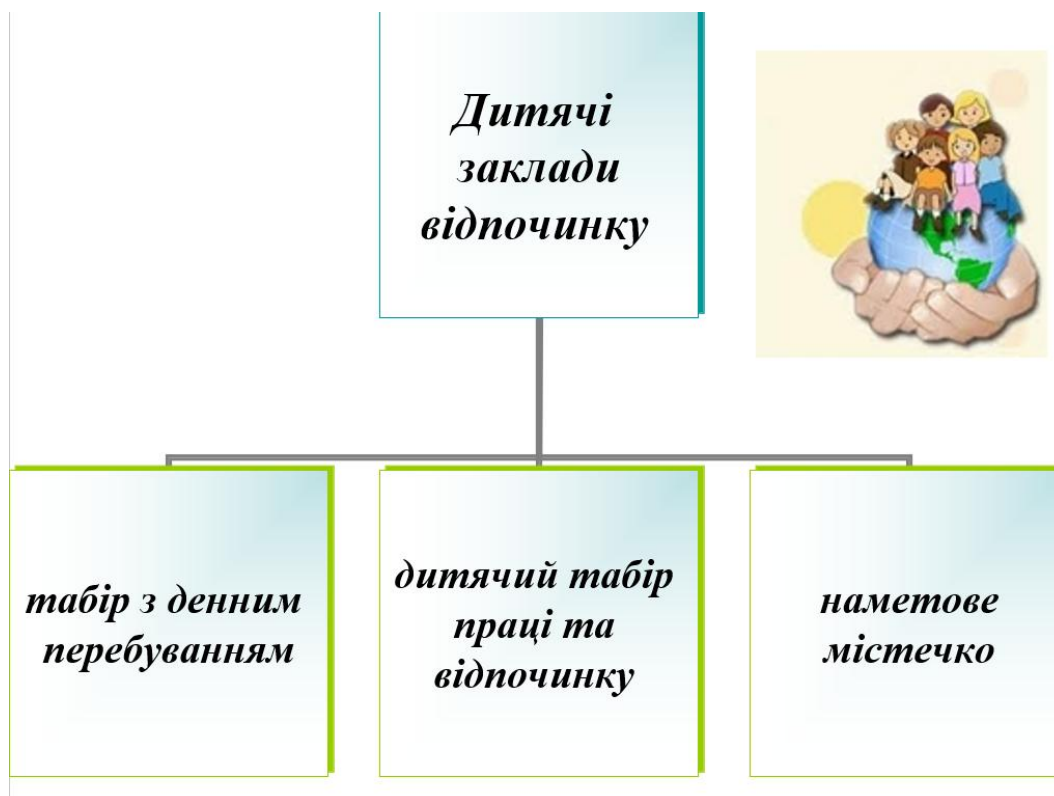 Дитячі
заклади
відпочинку
табір з денним
перебуванням
дитячий табір
праці та
відпочинку
наметове
містечко